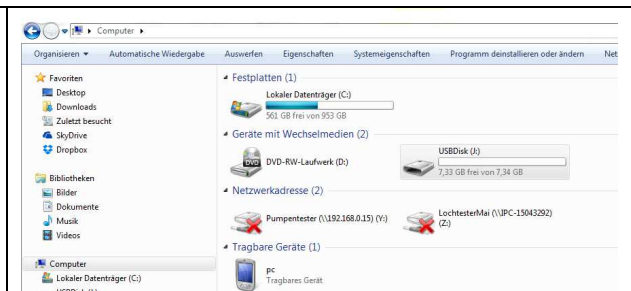 Computer
Organisieren Automatische Wiedergabe Auswerfen Eigenschaften Systemeigenschaften Programm deinstallieren oder ändern Net
Favoriten
Desktop
Downloads
Zuletzt besucht
SkyDrive
Dropbox
Bibliotheken
Bilder
Dokumente
Musik
Videos
Computer
Lokaler Datenträger (C:)
Festplatten (1)
Lokaler Datenträger (C:)
561 GB frei von 953 GB
Geräte mit Wechselmedien (2)
DVD
DVD-RW-Laufwerk (D:)
USBDisk (J:)
7,33 GB frei von 7,34 GB
Netzwerkadresse (2)
Pumpentester (\\192.168.0.15) (Y:)
LochtesterMai (\\JPC-15043292)
(Z:)
Tragbare Geräte (1)
pc
Tragbares Gerät